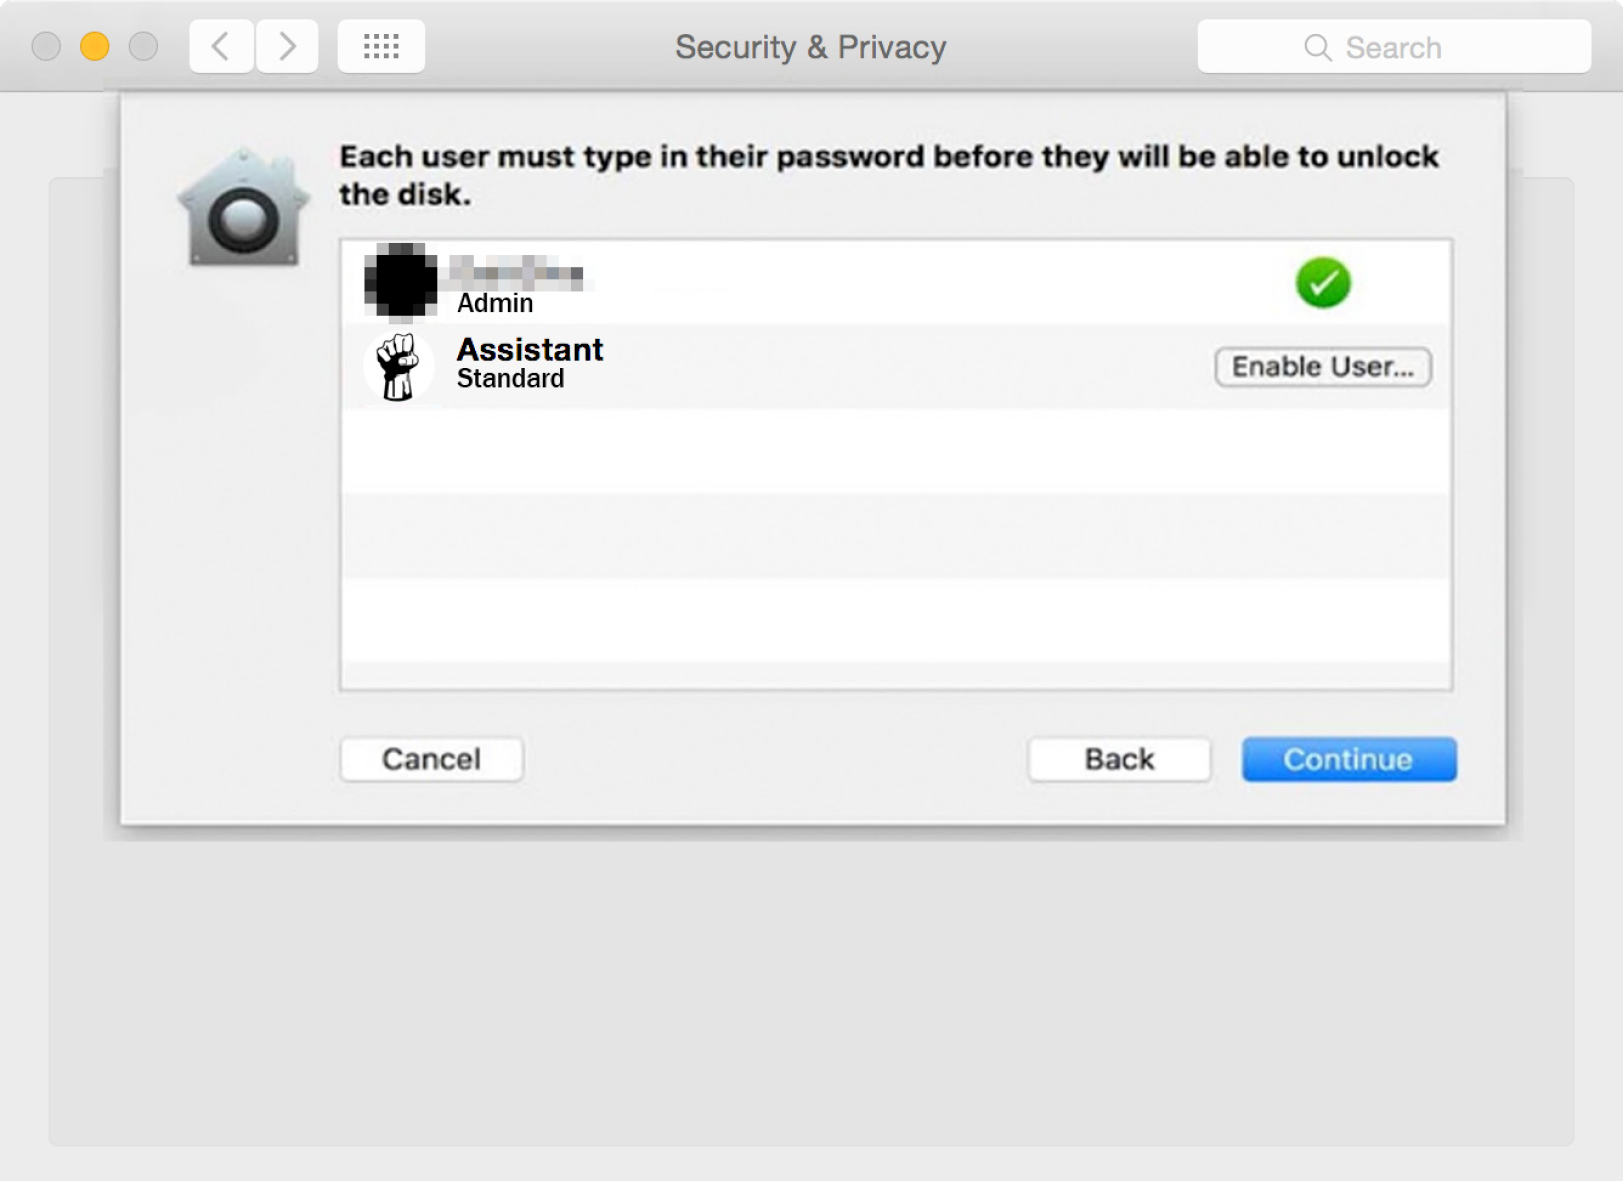 Security & Privacy
Search
Each user must type in their password before they will be able to unlock
the disk.
Admin
Assistant
Standard
Enable User...
Cancel
Back
Continue